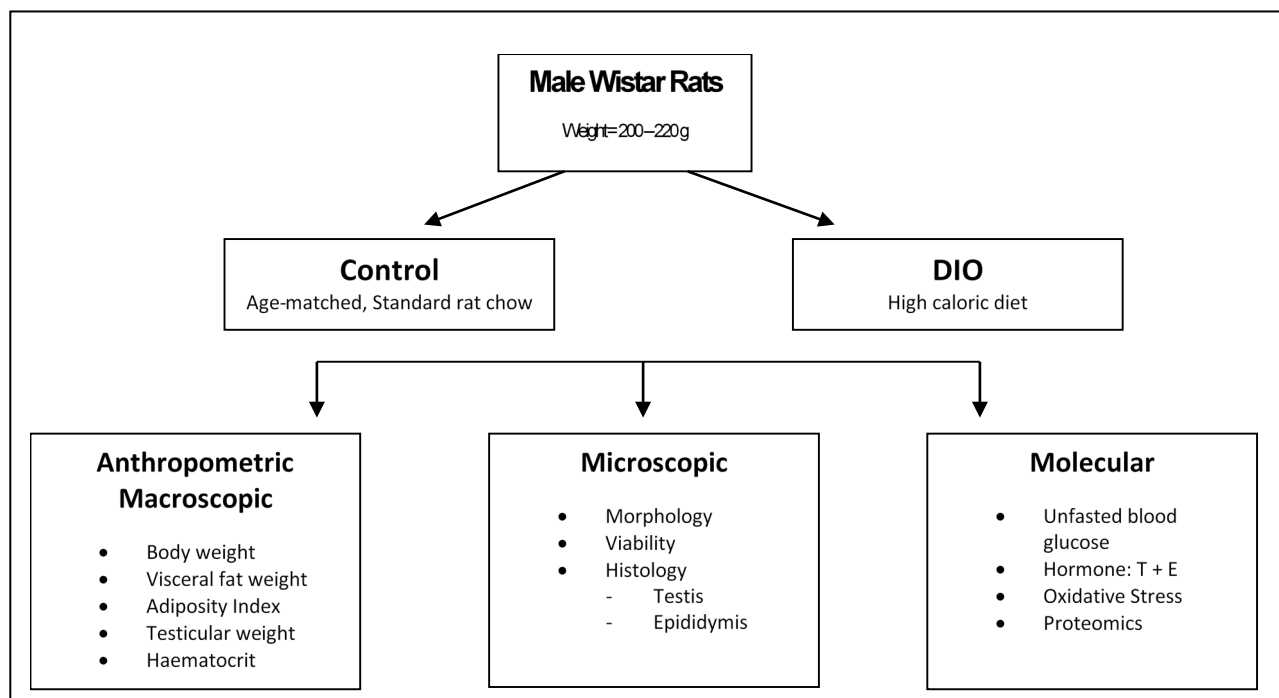 Male Wistar Rats
Weight=200–220 g
Control
Age-matched, Standard rat chow
DIO
High caloric diet
Anthropometric
Macroscopic
• Body weight
• Visceral fat weight
• Adiposity Index
• Testicular weight
• Haematocrit
Microscopic
• Morphology
• Viability
• Histology
- Testis
- Epididymis
Molecular
• Unfasted blood
glucose
• Hormone: T + E
• Oxidative Stress
• Proteomics